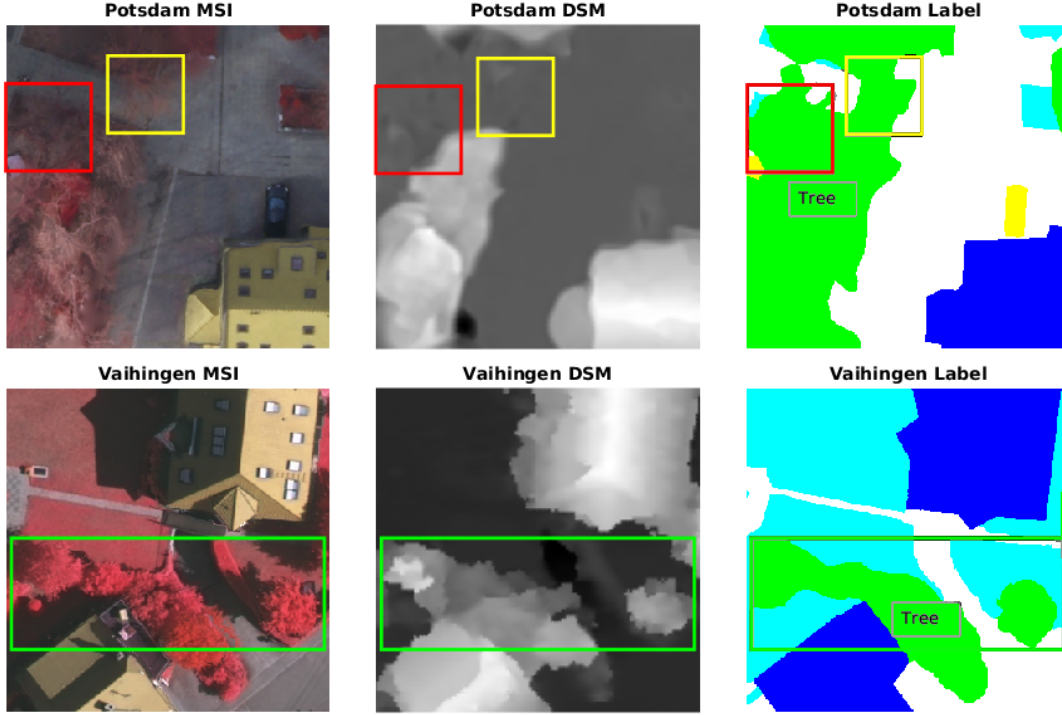 Potsdam MSI
Potsdam DSM
Potsdam Label
Tree
Vaihingen MSI
Vaihingen DSM
Vaihingen Label
Tree